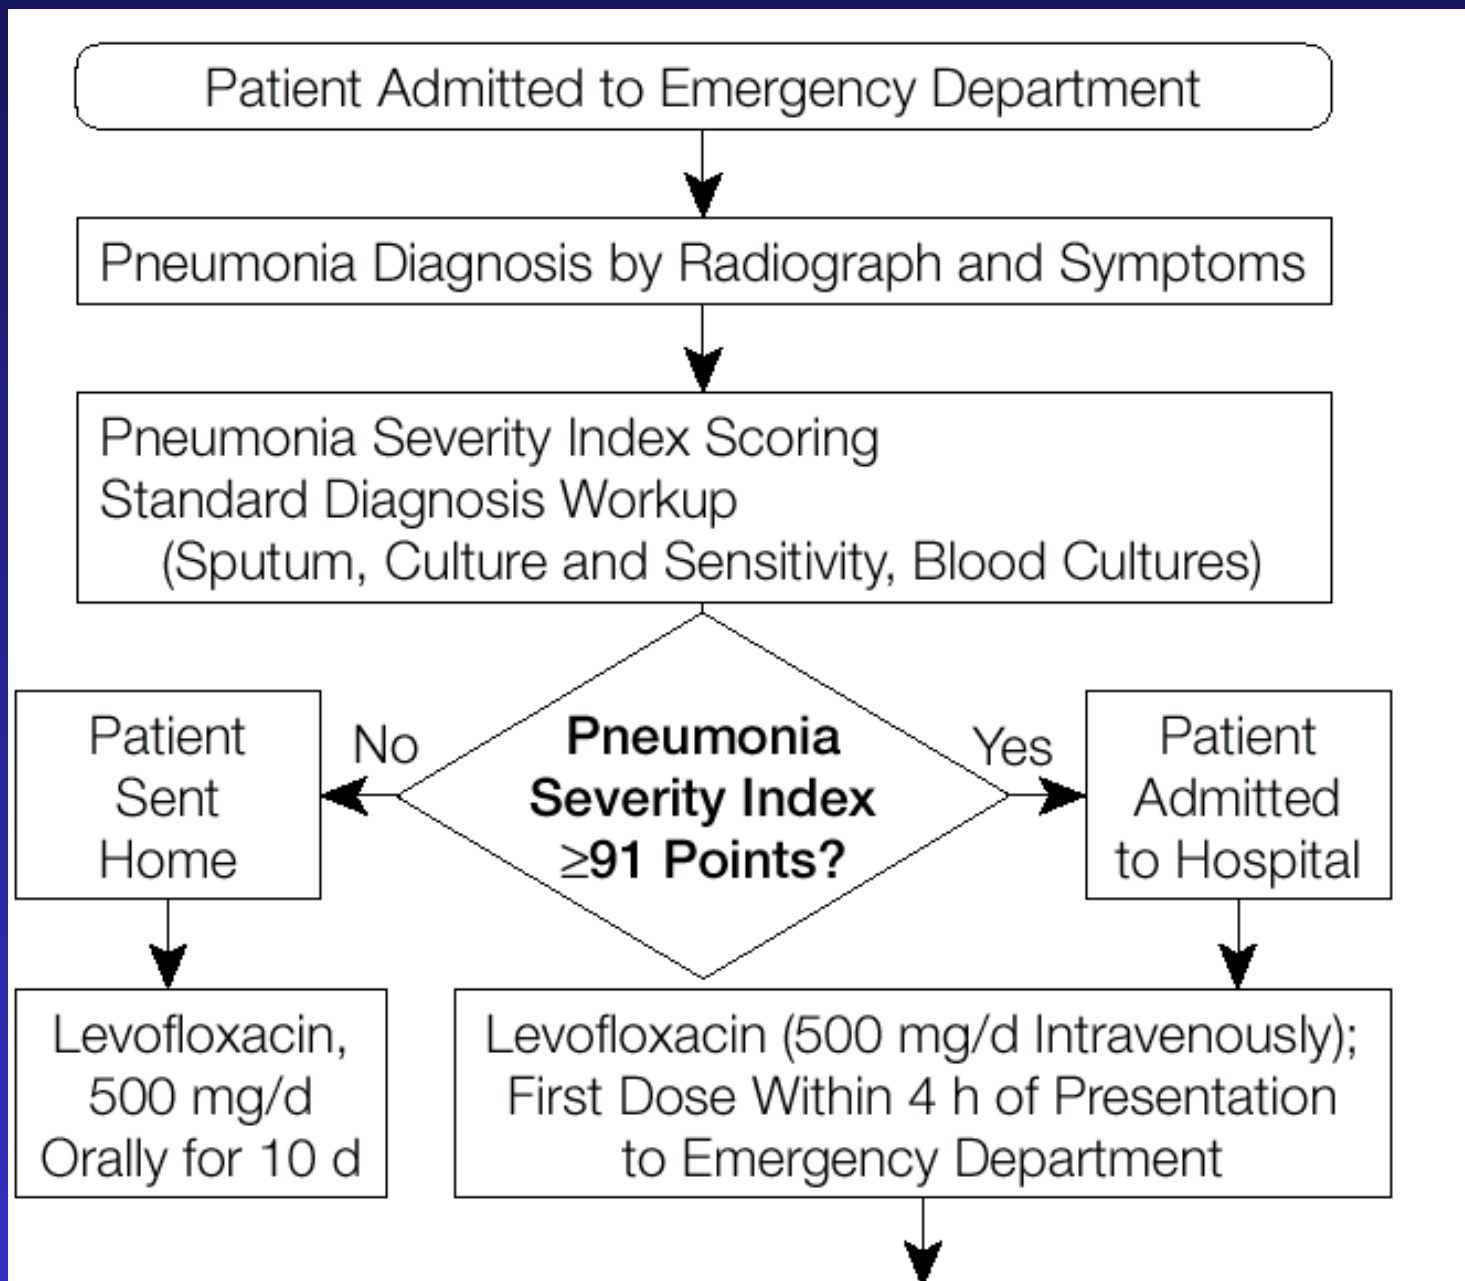 Patient Admitted to Emergency Department
Pneumonia Diagnosis by Radiograph and Symptoms
Pneumonia Severity Index Scoring
Standard Diagnosis Workup
(Sputum, Culture and Sensitivity, Blood Cultures)
Pneumonia
Severity Index
≥91 Points?
No
Patient
Sent
Home
Yes
Patient
Admitted
to Hospital
Levofloxacin,
500 mg/d
Orally for 10 d
Levofloxacin (500 mg/d Intravenously);
First Dose Within 4 h of Presentation
to Emergency Department